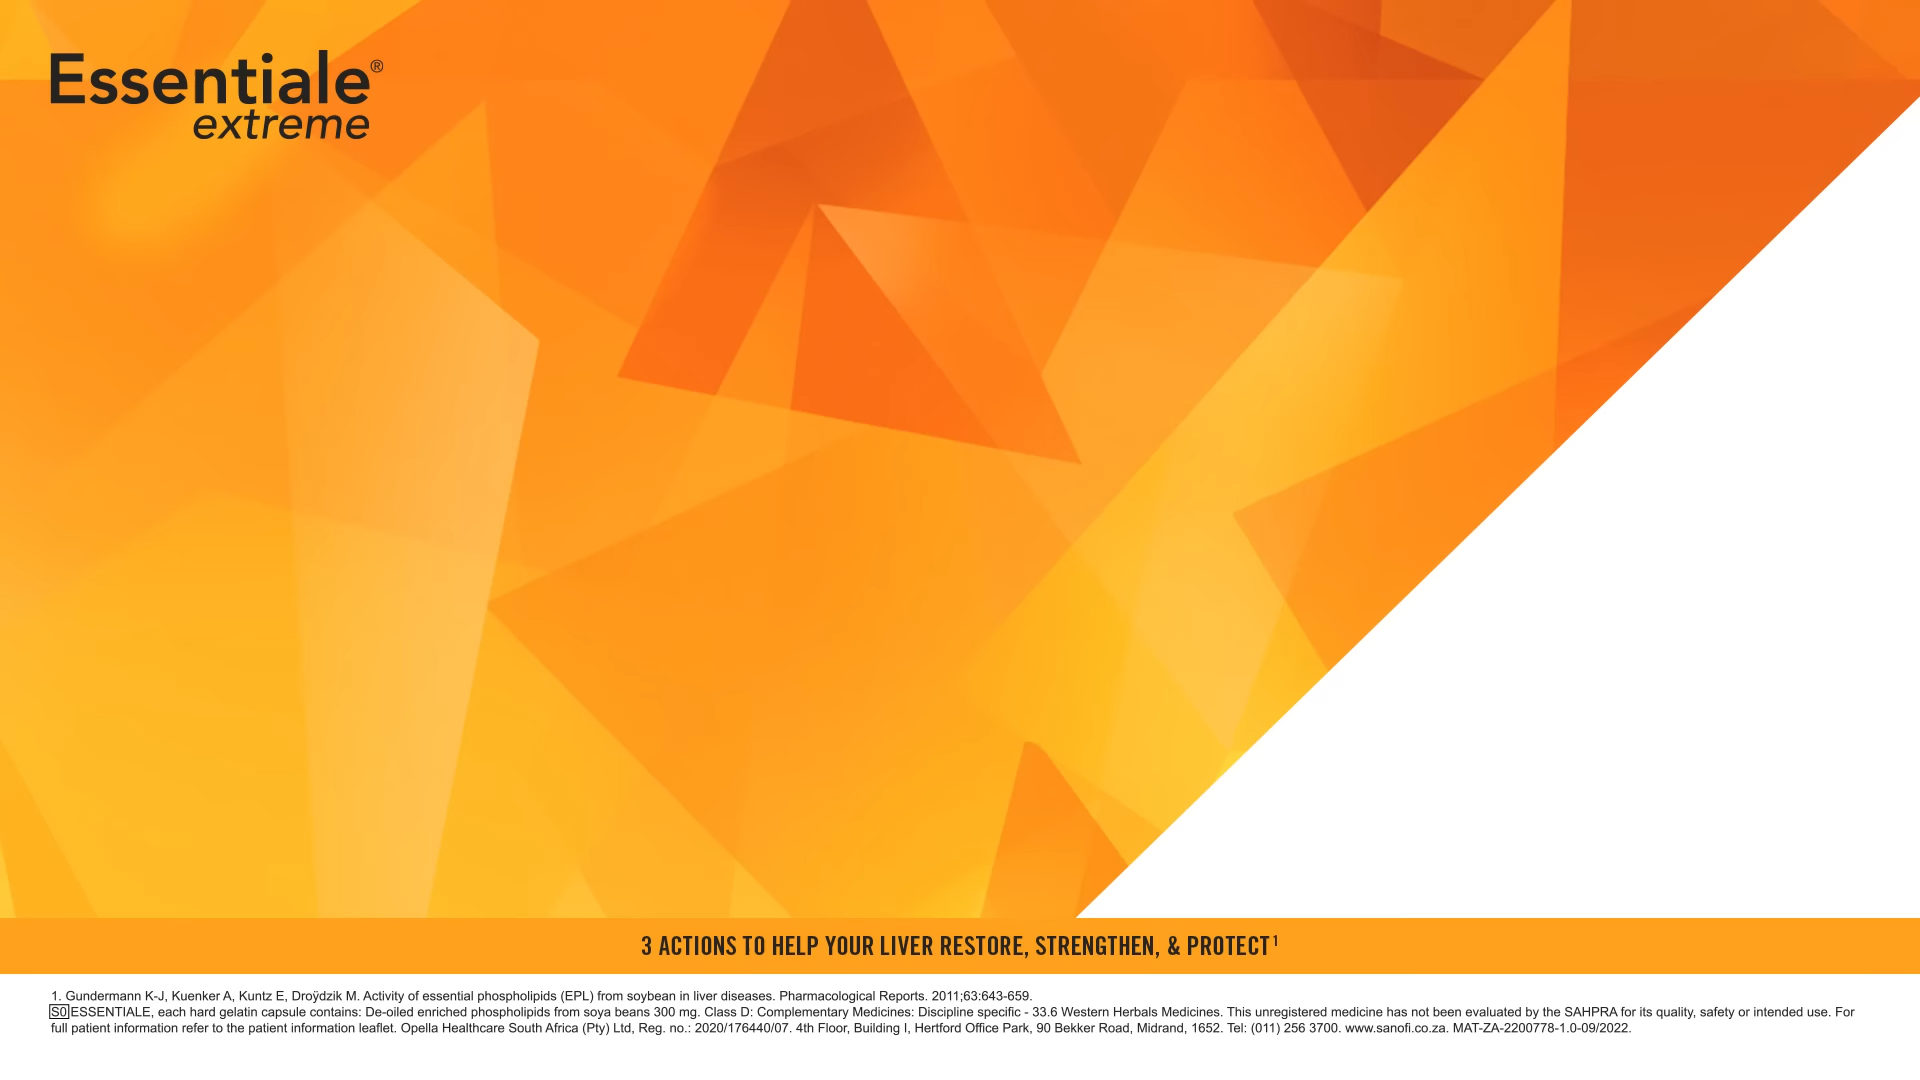 Essentiale®
extreme
3 ACTIONS TO HELP YOUR LIVER RESTORE, STRENGTHEN, & PROTECT¹
1. Gundermann K-J, Kuenker A, Kuntz E, Droÿdzik M. Activity of essential phospholipids (EPL) from soybean in liver diseases. Pharmacological Reports. 2011;63:643-659.
S0 ESSENTIALE, each hard gelatin capsule contains: De-oiled enriched phospholipids from soya beans 300 mg. Class D: Complementary Medicines: Discipline specific - 33.6 Western Herbals Medicines. This unregistered medicine has not been evaluated by the SAHPRA for its quality, safety or intended use. For
full patient information refer to the patient information leaflet. Opella Healthcare South Africa (Pty) Ltd, Reg. no.: 2020/176440/07. 4th Floor, Building I, Hertford Office Park, 90 Bekker Road, Midrand, 1652. Tel: (011) 256 3700. www.sanofi.co.za. MAT-ZA-2200778-1.0-09/2022.